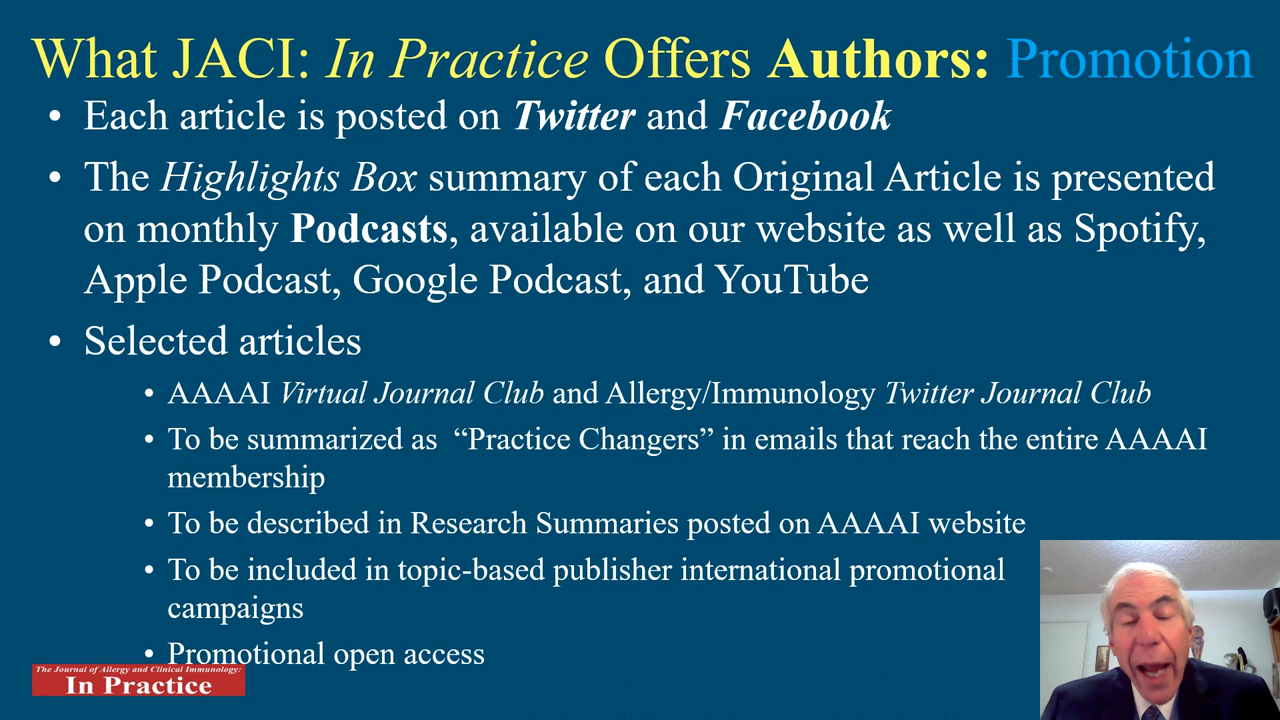 What JACI: In Practice Offers Authors: Promotion
• Each article is posted on Twitter and Facebook
• The Highlights Box summary of each Original Article is presented
on monthly Podcasts, available on our website as well as Spotify,
Apple Podcast, Google Podcast, and YouTube
• Selected articles
• AAAAI Virtual Journal Club and Allergy/Immunology Twitter Journal Club
• To be summarized as  “Practice Changers” in emails that reach the entire AAAAI
membership
• To be described in Research Summaries posted on AAAAI website
• To be included in topic-based publisher international promotional
campaigns
• Promotional open access
The Journal of Allergy and Clinical Immunology:
In Practice